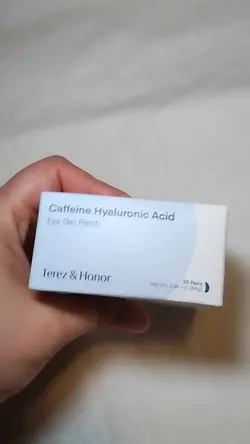 Caffeine Hyaluronic Acid
Eye Gel Patch
Terez & Honor
30 Pairs